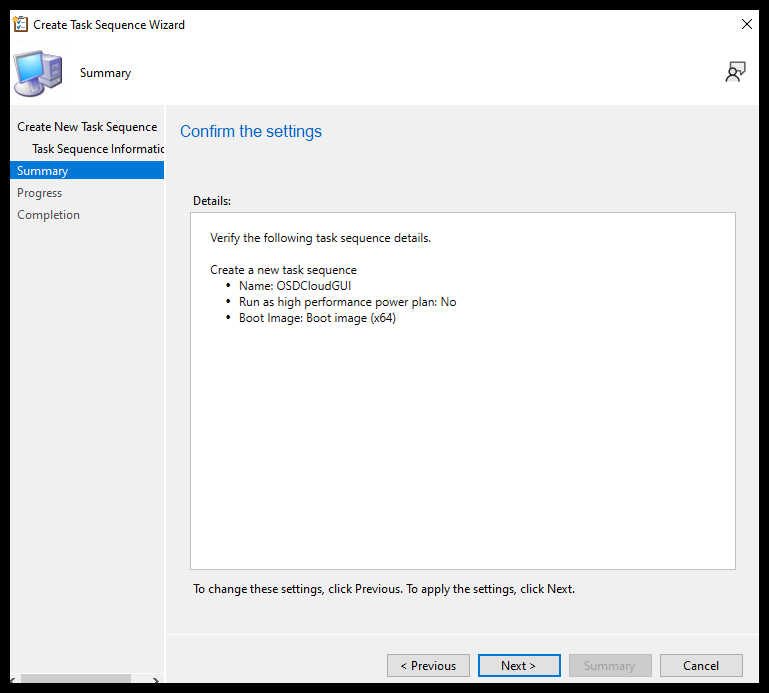 Create Task Sequence Wizard
Summary
Create New Task Sequence
Task Sequence Informatic
Summary
Progress
Completion
Confirm the settings
Details:
Verify the following task sequence details.
Create a new task sequence
• Name: OSDCloudGUI
• Run as high performance power plan: No
• Boot Image: Boot image (x64)
To change these settings, click Previous. To apply the settings, click Next.
< Previous
Next >
Summary
Cancel